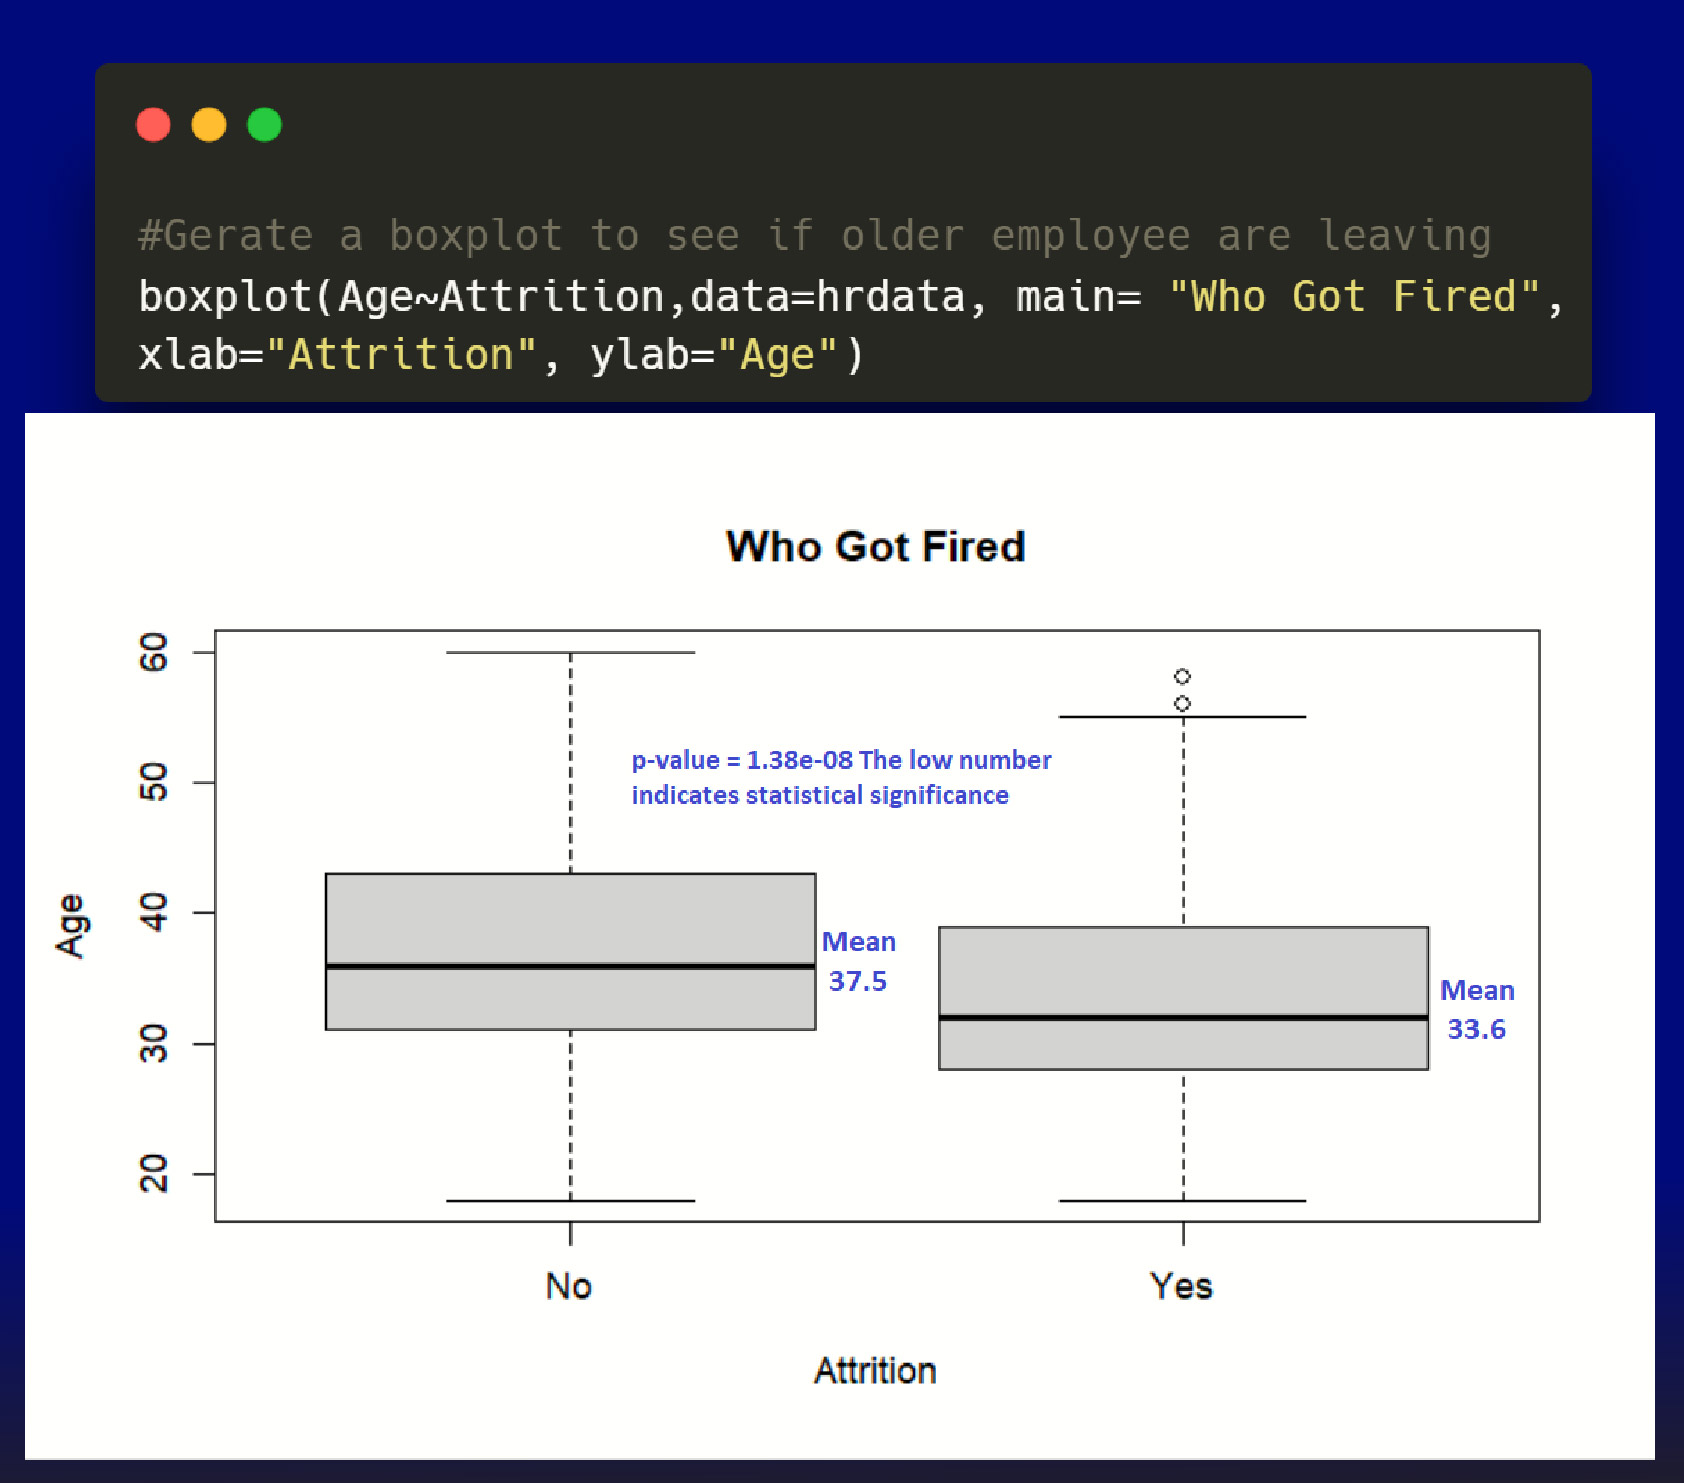 #Gerate a boxplot to see if older employee are leaving
boxplot(Age~Attrition,data=hrdata, main= "Who Got Fired",
xlab="Attrition", ylab="Age")
Who Got Fired
60
50
40
30
20
Age
p-value = 1.38e-08 The low number
indicates statistical significance
Mean
37.5
Mean
33.6
No
Yes
Attrition